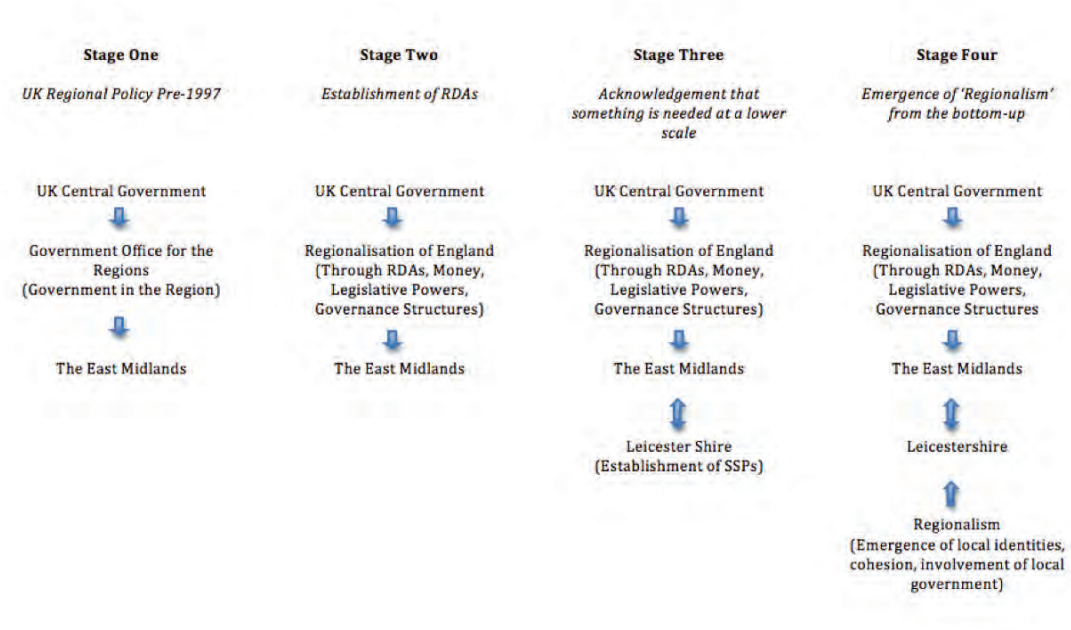 Stage One
UK Regional Policy Pre-1997
UK Central Government
Government Office for the
Regions
(Government in the Region)
The East Midlands
Stage Two
Establishment of RDAs
UK Central Government
Regionalisation of England
(Through RDAs, Money,
Legislative Powers,
Governance Structures)
The East Midlands
Stage Three
Acknowledgement that
something is needed at a lower
scale
UK Central Government
Regionalisation of England
(Through RDAs, Money,
Legislative Powers,
Governance Structures)
The East Midlands
Leicester Shire
(Establishment of SSPs)
Stage Four
Emergence of 'Regionalism'
from the bottom-up
UK Central Government
Regionalisation of England
(Through RDAs, Money,
Legislative Powers,
Governance Structures
The East Midlands
Leicestershire
Regionalism
(Emergence of local identities,
cohesion, involvement of local
government)